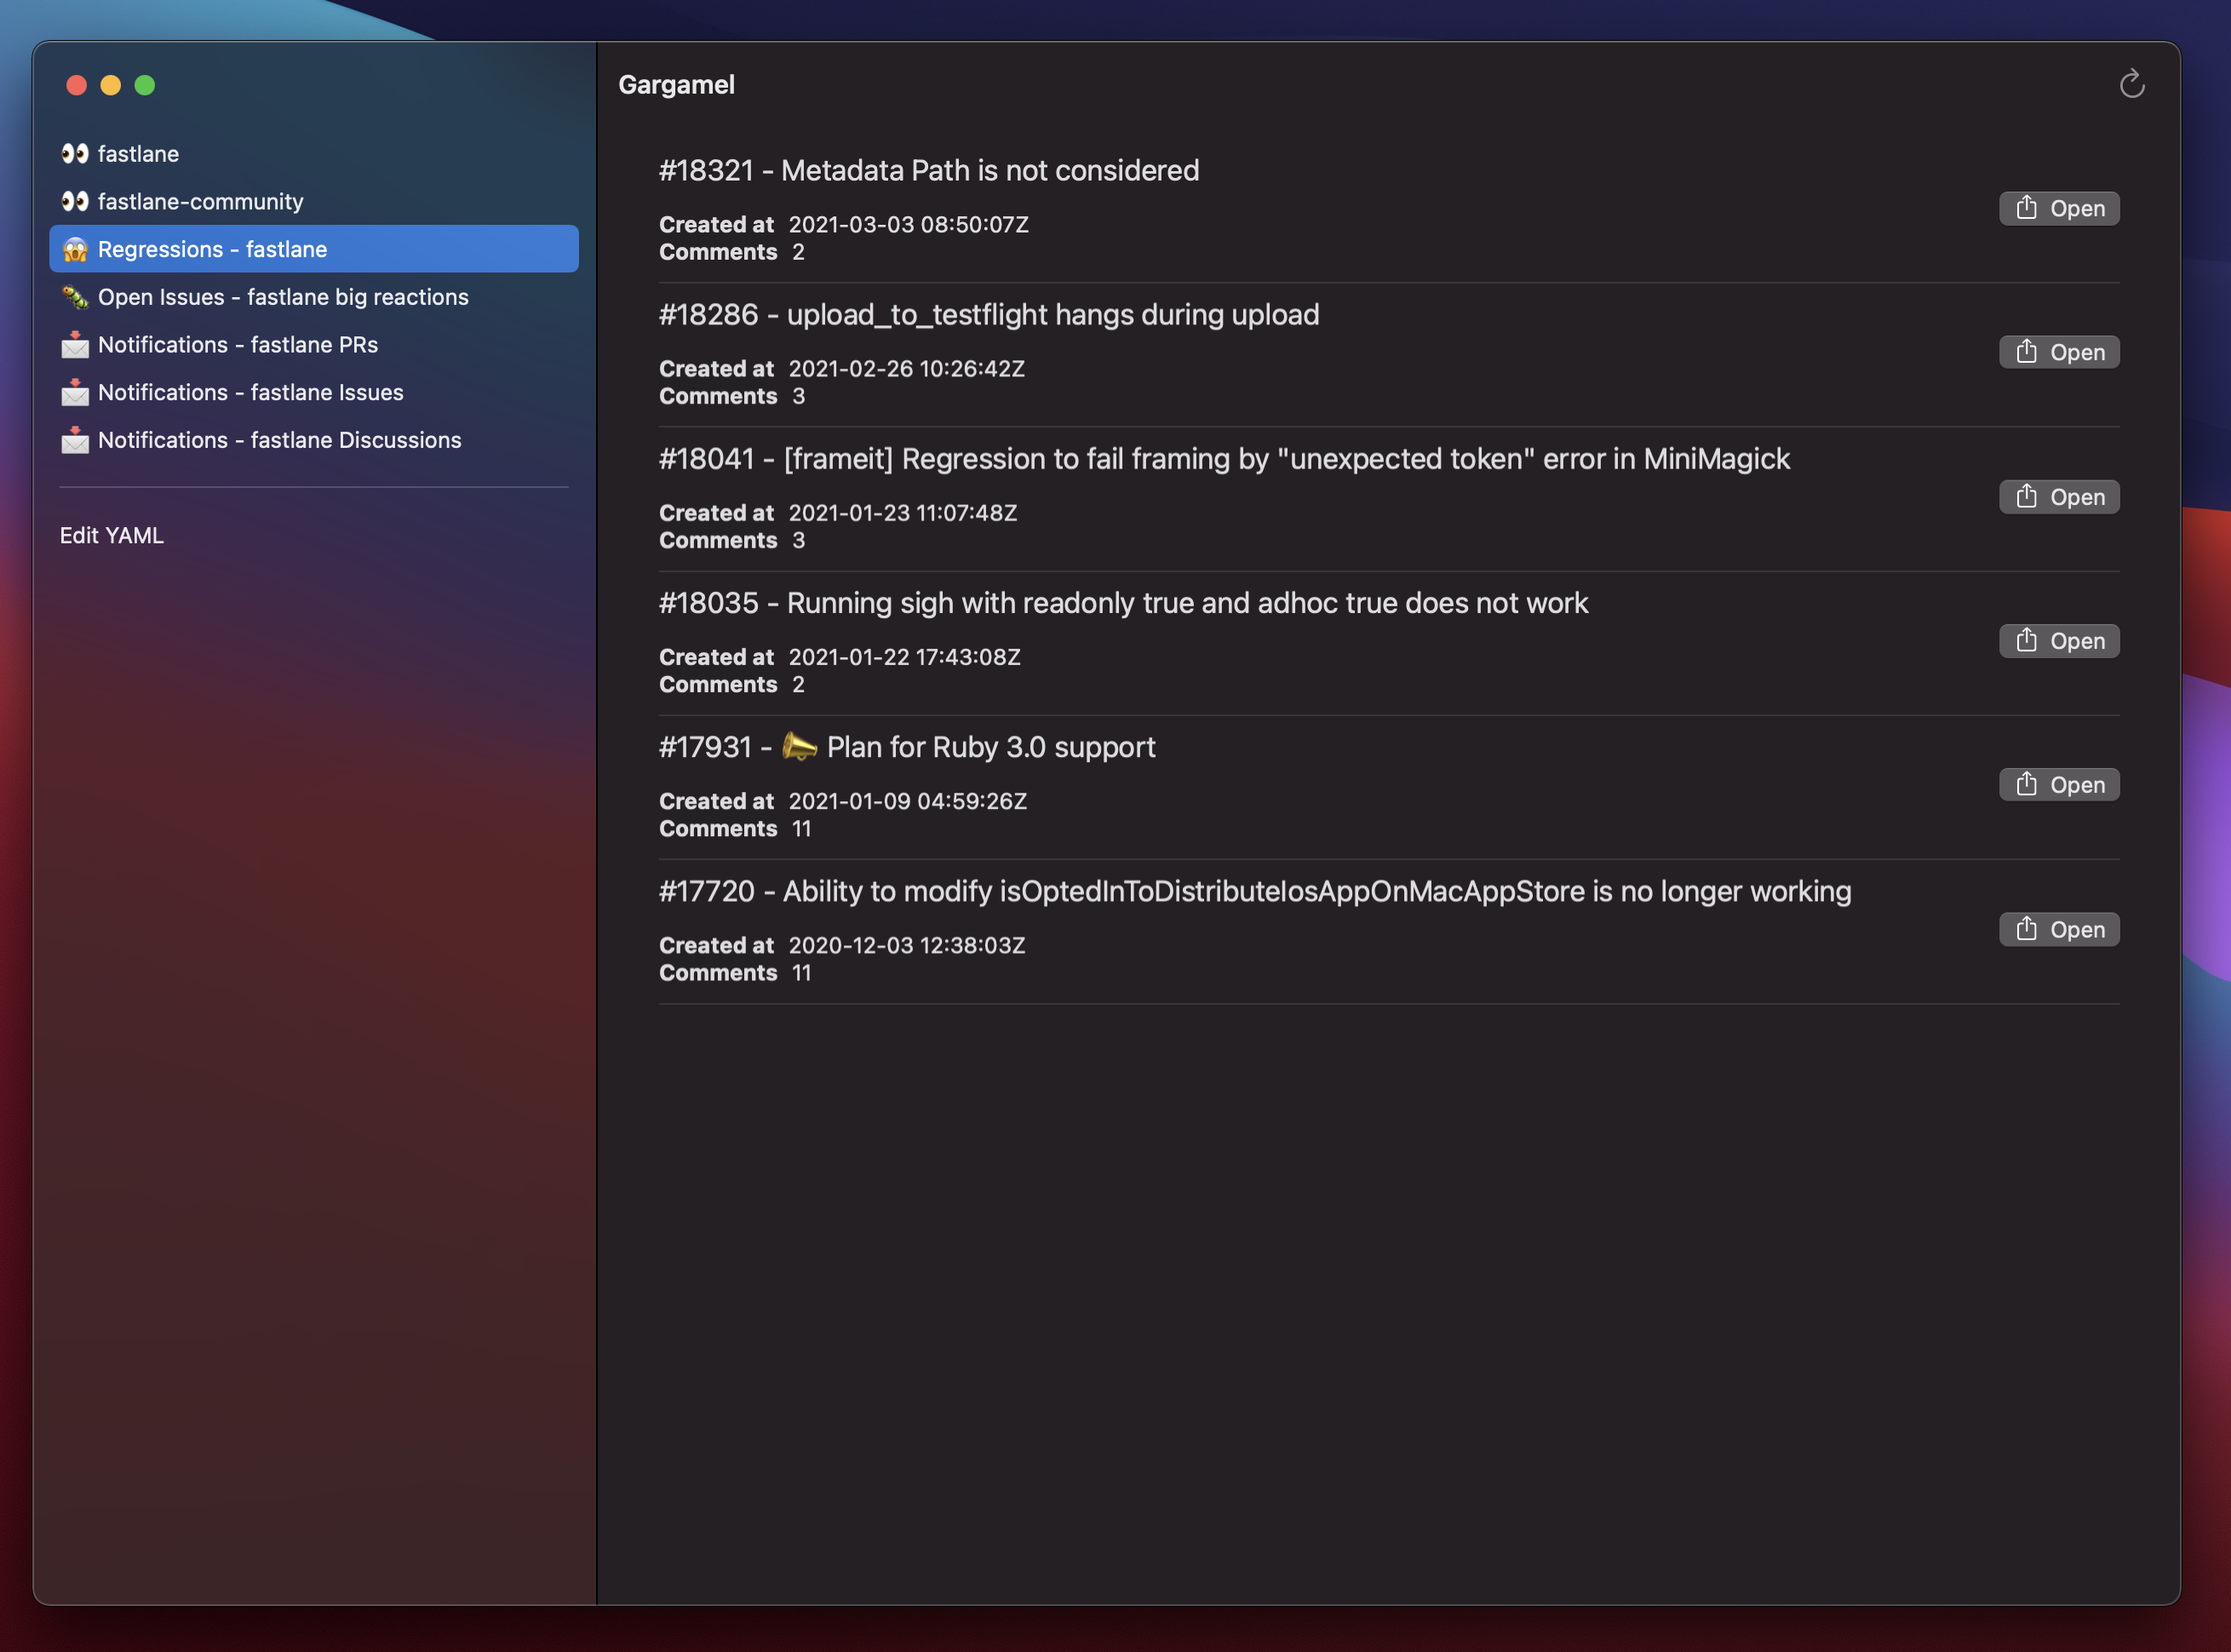 Gargamel
👀 fastlane
👀 fastlane-community
😱 Regressions - fastlane
🐛 Open Issues - fastlane big reactions
📩 Notifications - fastlane PRs
📩 Notifications - fastlane Issues
📩 Notifications - fastlane Discussions
Edit YAML
#18321 - Metadata Path is not considered
Created at 2021-03-03 08:50:07Z
Comments 2
Open
#18286 - upload_to_testflight hangs during upload
Created at 2021-02-26 10:26:42Z
Comments 3
Open
#18041 - [frameit] Regression to fail framing by "unexpected token" error in MiniMagick
Created at 2021-01-23 11:07:48Z
Comments 3
Open
#18035 - Running sigh with readonly true and adhoc true does not work
Created at 2021-01-22 17:43:08Z
Comments 2
Open
#17931 - 📣 Plan for Ruby 3.0 support
Created at 2021-01-09 04:59:26Z
Comments 11
Open
#17720 - Ability to modify isOptedInToDistributeIosAppOnMacAppStore is no longer working
Created at 2020-12-03 12:38:03Z
Comments 11
Open